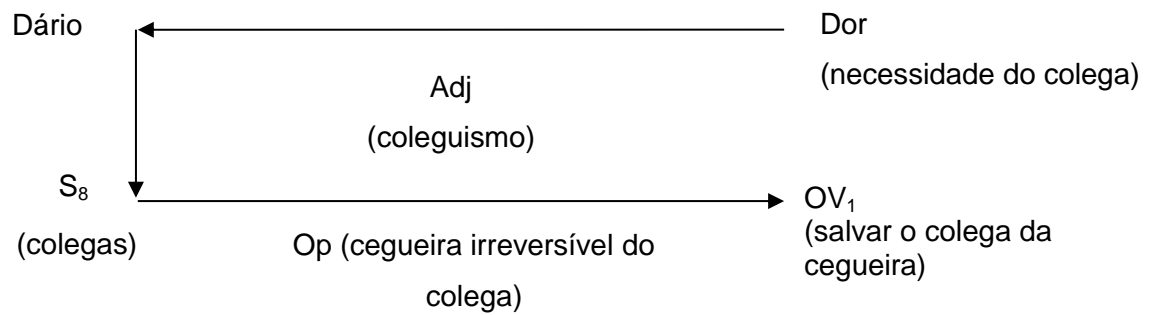 Dário
Dor
(necessidade do colega)
Adj
(coleguismo)
S₈
(colegas)
Op (cegueira irreversível do
colega)
OV₁
(salvar o colega da
cegueira)